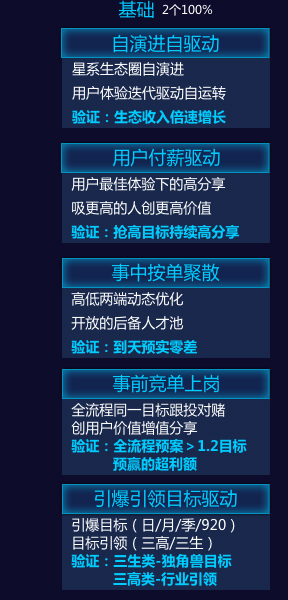 基础 2个100%
自演进自驱动
星系生态圈自演进
用户体验迭代驱动自运转
验证：生态收入倍速增长
用户付薪驱动
用户最佳体验下的高分享
吸更高的人创更高价值
验证：抢高目标持续高分享
事中按单聚散
高低两端动态优化
开放的后备人才池
验证：到天预实零差
事前竞单上岗
全流程同一目标跟投对赌
创用户价值增值分享
验证：全流程预案＞1.2目标
预赢的超利额
引爆引领目标驱动
引爆目标（日/月/季/920）
目标引领（三高/三生）
验证：三生类-独角兽目标
三高类-行业引领